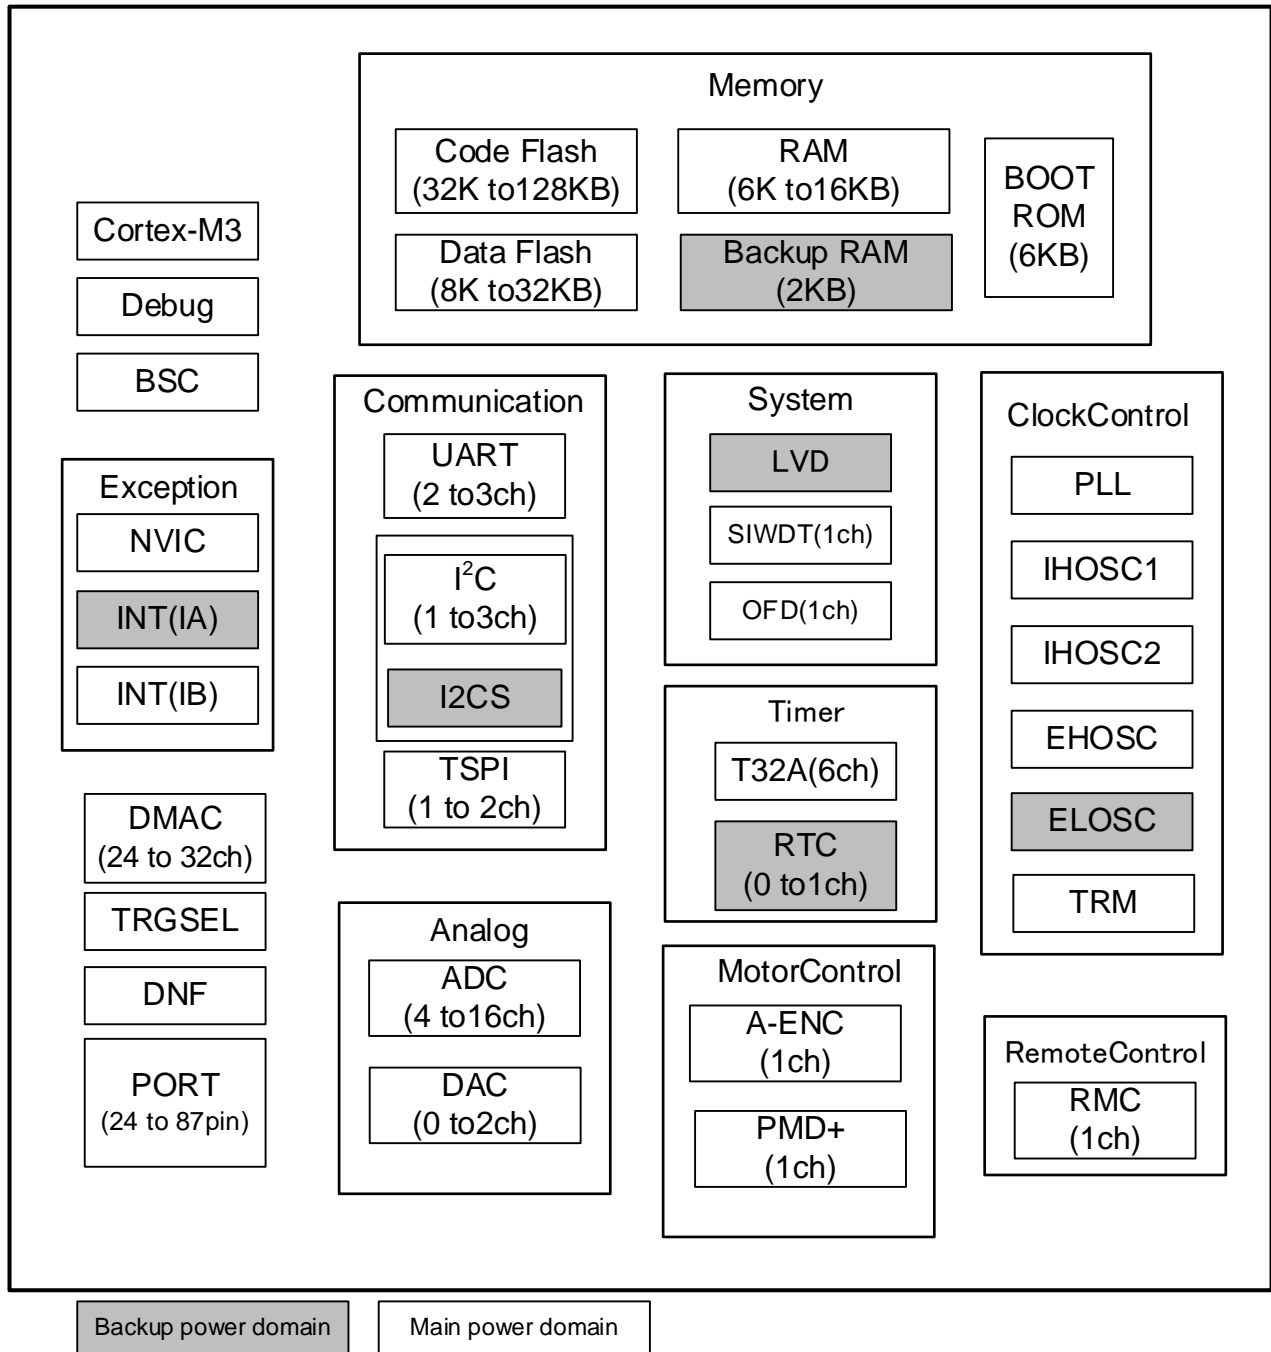 Memory
Code Flash
(32K to128KB)
RAM
(6K to16KB)
BOOT
ROM
(6KB)
Data Flash
(8K to32KB)
Backup RAM
(2KB)
Cortex-M3
Debug
BSC
Exception
NVIC
INT(IA)
INT(IB)
DMAC
(24 to 32ch)
TRGSEL
DNF
PORT
(24 to 87pin)
Communication
UART
(2 to3ch)
I²C
(1 to3ch)
I2CS
TSPI
(1 to 2ch)
Analog
ADC
(4 to16ch)
DAC
(0 to2ch)
System
LVD
SIWDT(1ch)
OFD(1ch)
Timer
T32A(6ch)
RTC
(0 to1ch)
MotorControl
A-ENC
(1ch)
PMD+
(1ch)
ClockControl
PLL
IHOSC1
IHOSC2
EHOSC
ELOSC
TRM
RemoteControl
RMC
(1ch)
Backup power domain
Main power domain